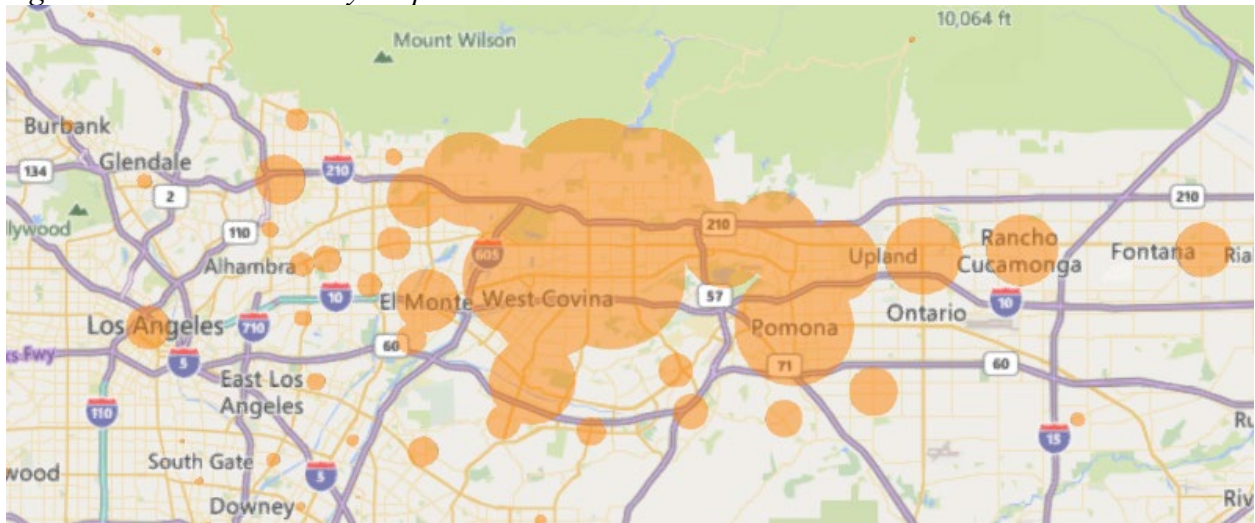 10,064 ft
Mount Wilson
Burbank
Glendale
134
210
2
210
110
210
Rancho
Cucamonga
605
Upland
Fontana
Alhambra
10
El Monte
West Covina
57
10
Ontario
Los Angeles
710
Pomona
60
5
71
60
East Los
Angeles
110
15
South Gate
5
Downey